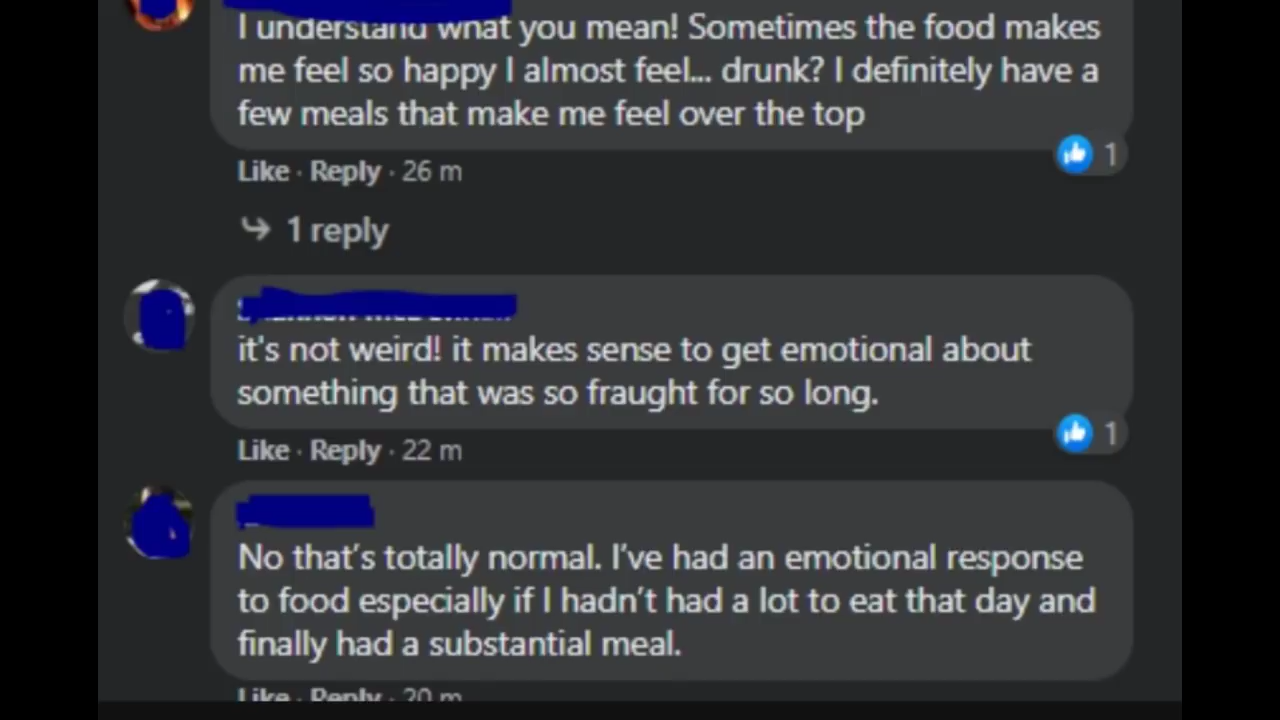 I understand what you mean! Sometimes the food makes
me feel so happy I almost feel... drunk? I definitely have a
few meals that make me feel over the top
1
Like · Reply · 26 m
1 reply
it's not weird! it makes sense to get emotional about
something that was so fraught for so long.
1
Like · Reply · 22 m
No that's totally normal. I've had an emotional response
to food especially if I hadn't had a lot to eat that day and
finally had a substantial meal.
Like · Reply · 20 m